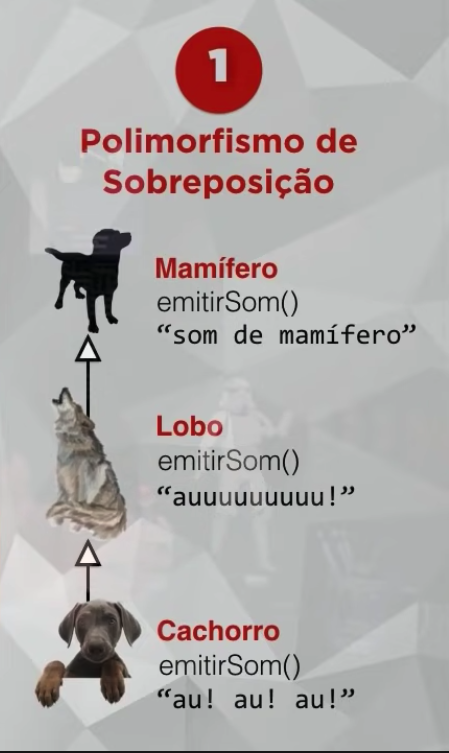 1
Polimorfismo de
Sobreposição
Mamífero
emitirSom()
“som de mamífero”
Lobo
emitirSom()
“auuuuuuuuu!”
Cachorro
emitirSom()
“au! au! au!”